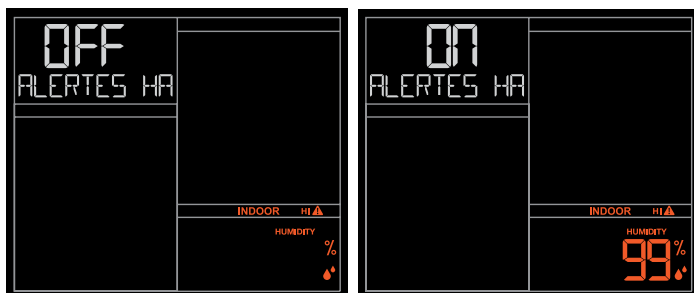 OFF
ALERTES HA
INDOOR HI
HUMIDITY
%
ON
ALERTES HA
INDOOR HI
HUMIDITY
99%